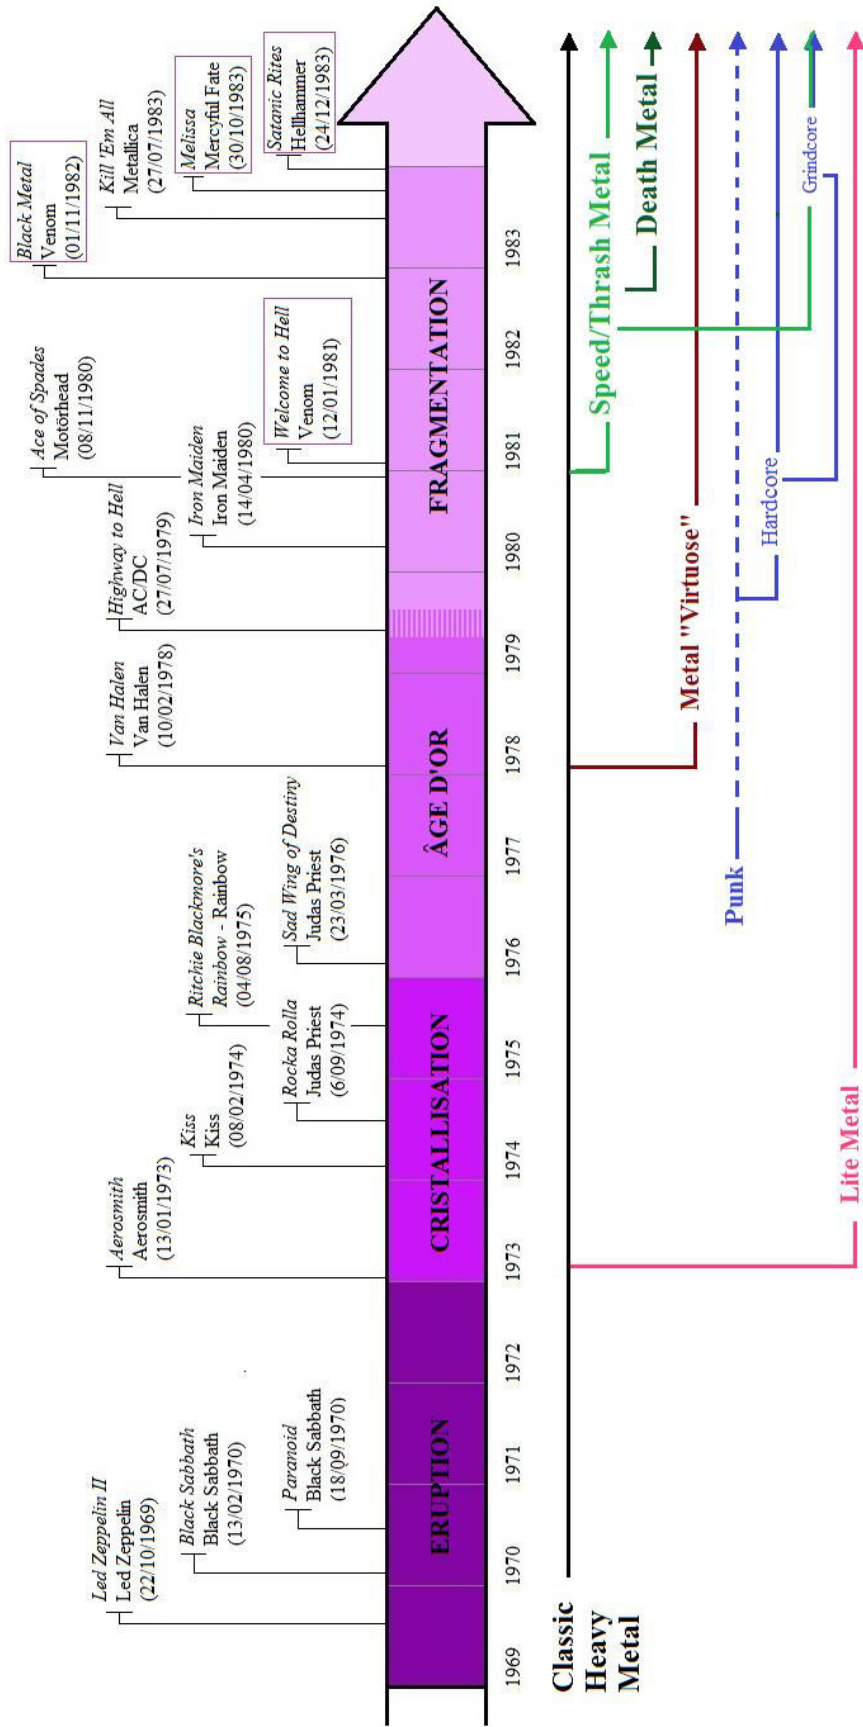 Led Zeppelin II
Led Zeppelin
(22/10/1969)
Black Sabbath
Black Sabbath
(13/02/1970)
Paranoid
Black Sabbath
(18/09/1970)
Aerosmith
Aerosmith
(13/01/1973)
Kiss
Kiss
(08/02/1974)
Rocka Rolla
Judas Priest
(6/09/1974)
Ritchie Blackmore's
Rainbow - Rainbow
(04/08/1975)
Sad Wing of Destiny
Judas Priest
(23/03/1976)
Van Halen
Van Halen
(10/02/1978)
Highway to Hell
AC/DC
(27/07/1979)
Iron Maiden
Iron Maiden
(14/04/1980)
Ace of Spades
Motörhead
(08/11/1980)
Welcome to Hell
Venom
(12/01/1981)
Black Metal
Venom
(01/11/1982)
Kill 'Em All
Metallica
(27/07/1983)
Melissa
Mercyful Fate
(30/10/1983)
Satanic Rites
Hellhammer
(24/12/1983)
ERUPTION
CRISTALLISATION
ÂGE D'OR
FRAGMENTATION
1969
1970
1971
1972
1973
1974
1975
1976
1977
1978
1979
1980
1981
1982
1983
Classic
Heavy
Metal
Speed/Thrash Metal
Death Metal
Metal "Virtuose"
Punk
Hardcore
Grindcore
Lite Metal